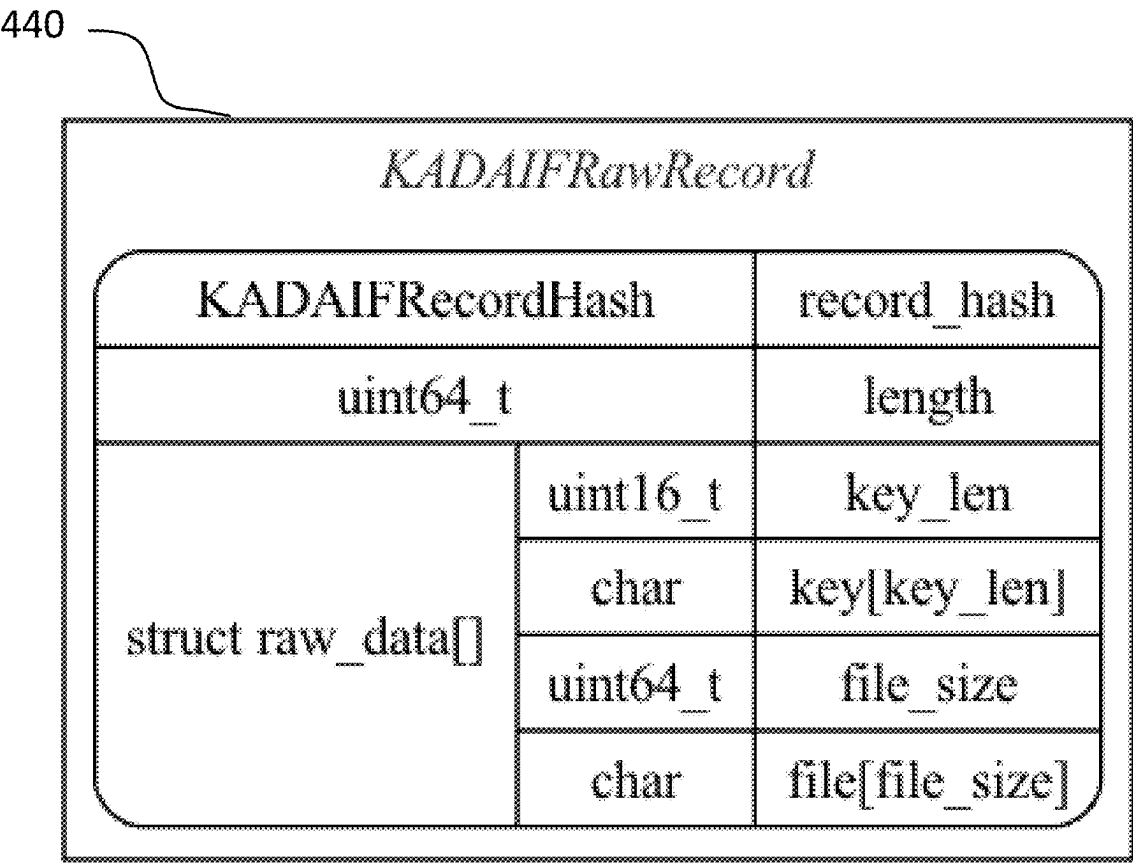 440
KADAIFRawRecord
KADAIFRecordHash record_hash
uint64_t length
struct raw_data[] uint16_t key_len
char key[key_len]
uint64_t file_size
char file[file_size]